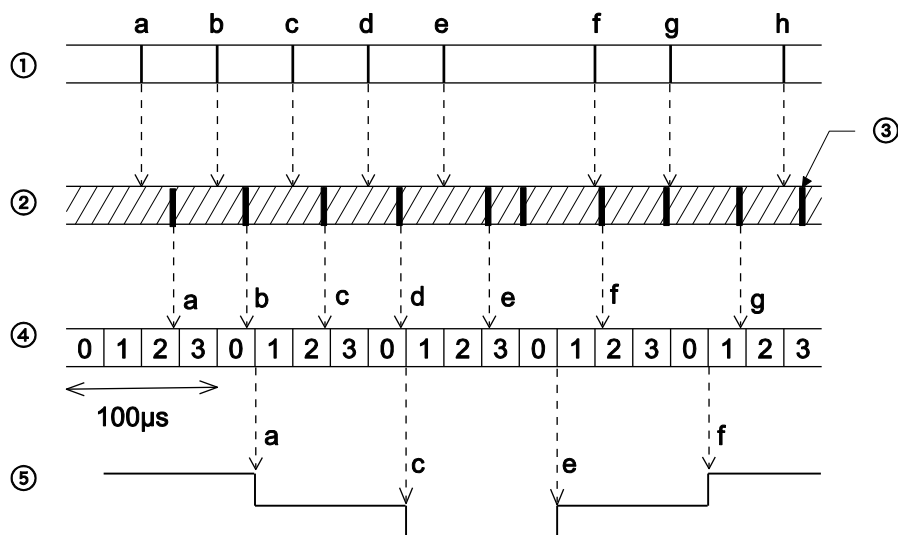 a b c d e f g h
①
③
②
a b c d e f g
④ 0 1 2 3 0 1 2 3 0 1 2 3 0 1 2 3 0 1 2 3
100µs
a c e f
⑤